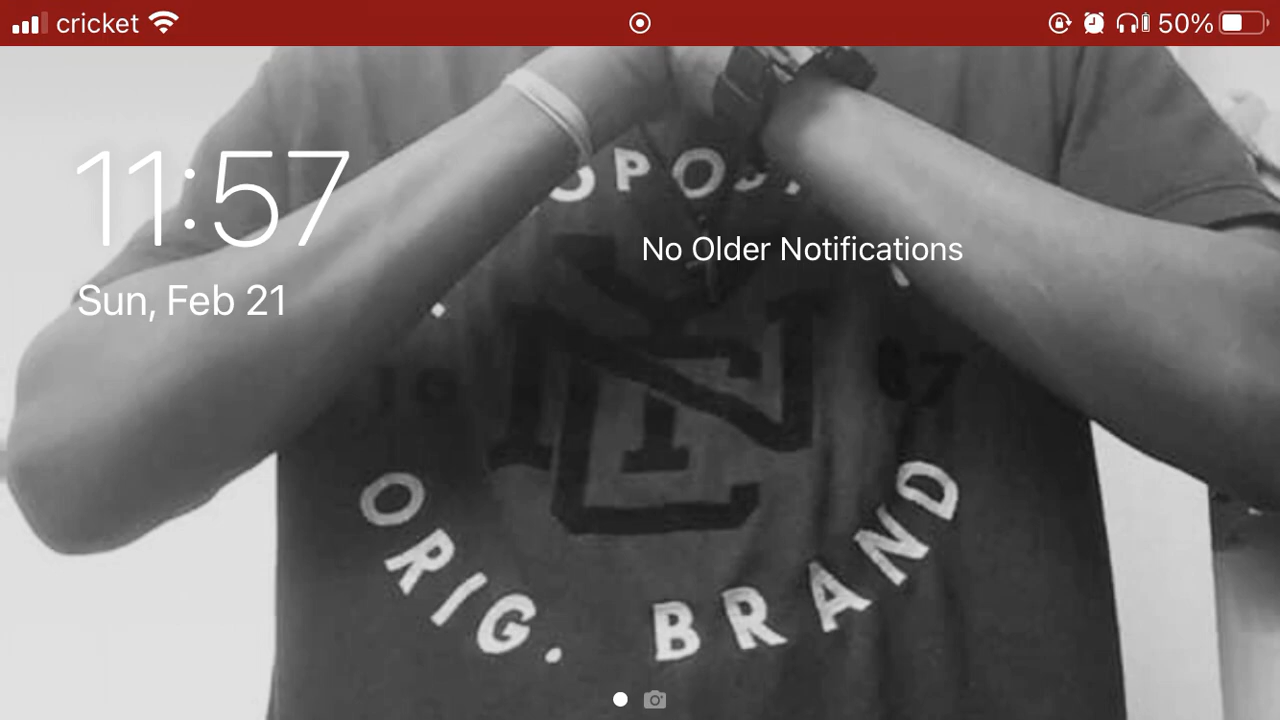 cricket
50%
11:57
Sun, Feb 21
No Older Notifications
ORIG. BRAND